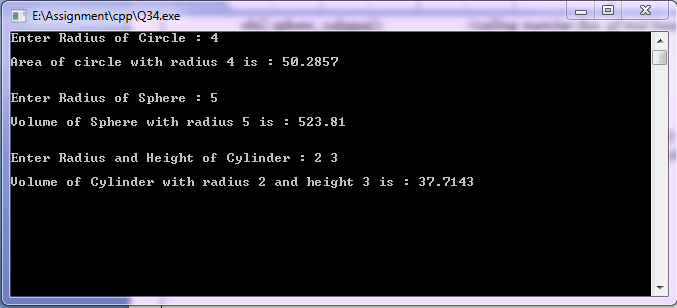 E:\Assignment\cpp\Q34.exe
Enter Radius of Circle : 4
Area of circle with radius 4 is : 50.2857
Enter Radius of Sphere : 5
Volume of Sphere with radius 5 is : 523.81
Enter Radius and Height of Cylinder : 2 3
Volume of Cylinder with radius 2 and height 3 is : 37.7143